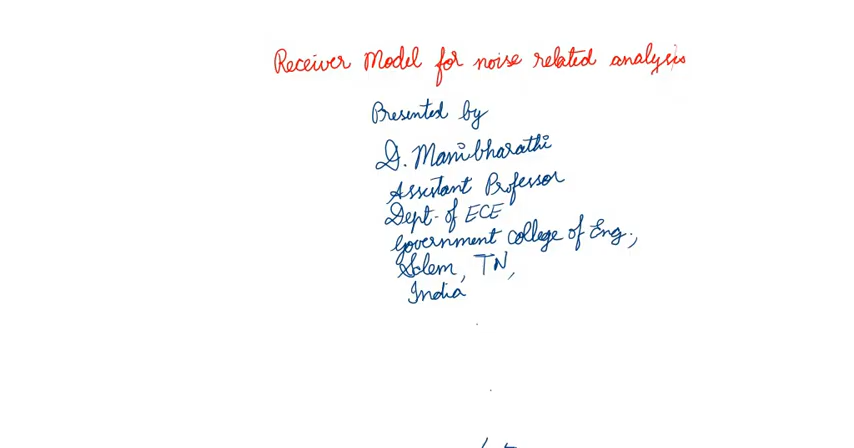 Receiver Model for noise related analysis
Presented by
D. Manibharathi
Assistant Professor
Dept. of ECE
Government college of Eng.,
Salem, TN,
India